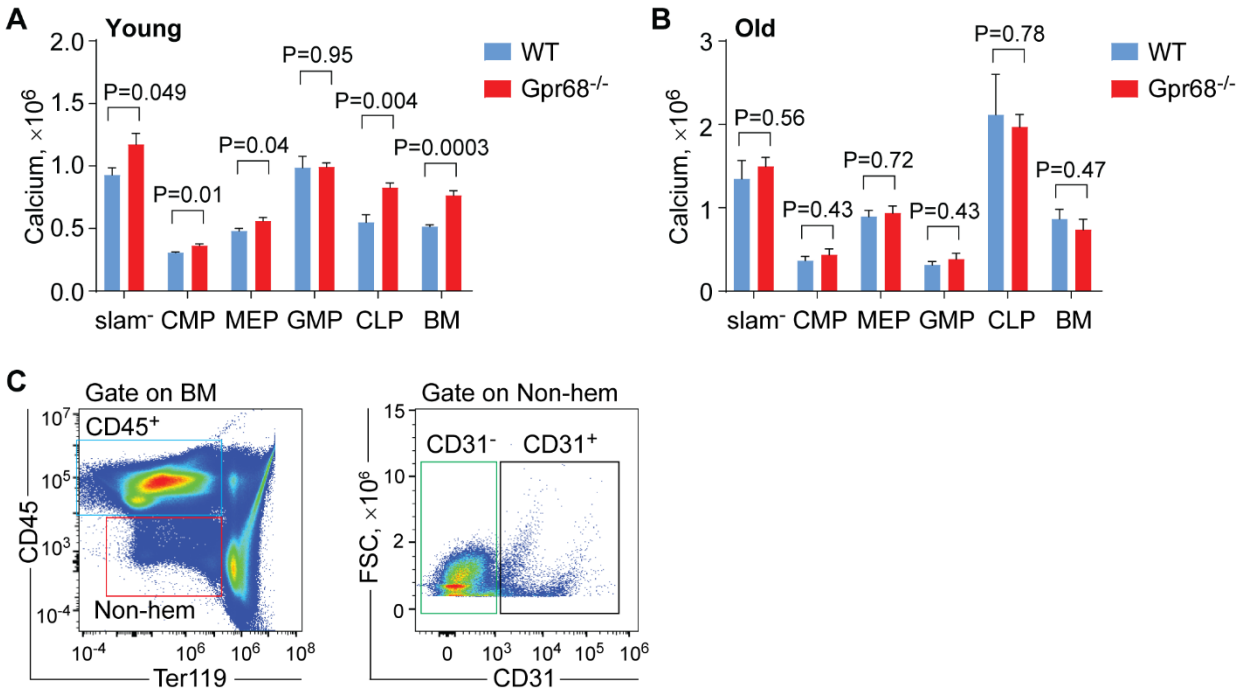 A Young
2.0
1.5
1.0
0.5
0.0
Calcium, ×10⁶
P=0.049
P=0.01
P=0.04
P=0.95
P=0.004
P=0.0003
WT
Gpr68⁻/⁻
slam⁻ CMP MEP GMP CLP BM
B Old
3
2
1
0
Calcium, ×10⁶
P=0.56
P=0.43
P=0.72
P=0.43
P=0.78
P=0.47
WT
Gpr68⁻/⁻
slam⁻ CMP MEP GMP CLP BM
C
Gate on BM
CD45⁺
Non-hem
10⁷
10⁵
10³
10⁻⁴
CD45
10⁻⁴ 10⁶ 10⁶ 10⁸
Ter119
Gate on Non-hem
CD31⁻ CD31⁺
15
10
2
0
FSC, ×10⁶
0 10³ 10⁴ 10⁵ 10⁶
CD31